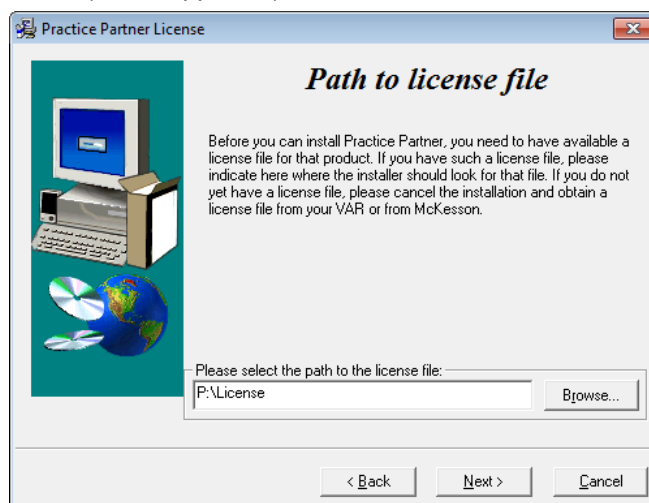 Practice Partner License
Path to license file
Before you can install Practice Partner, you need to have available a
license file for that product. If you have such a license file, please
indicate here where the installer should look for that file. If you do not
yet have a license file, please cancel the installation and obtain a
license file from your VAR or from McKesson.
Please select the path to the license file:
P:\License
Browse...
< Back
Next >
Cancel